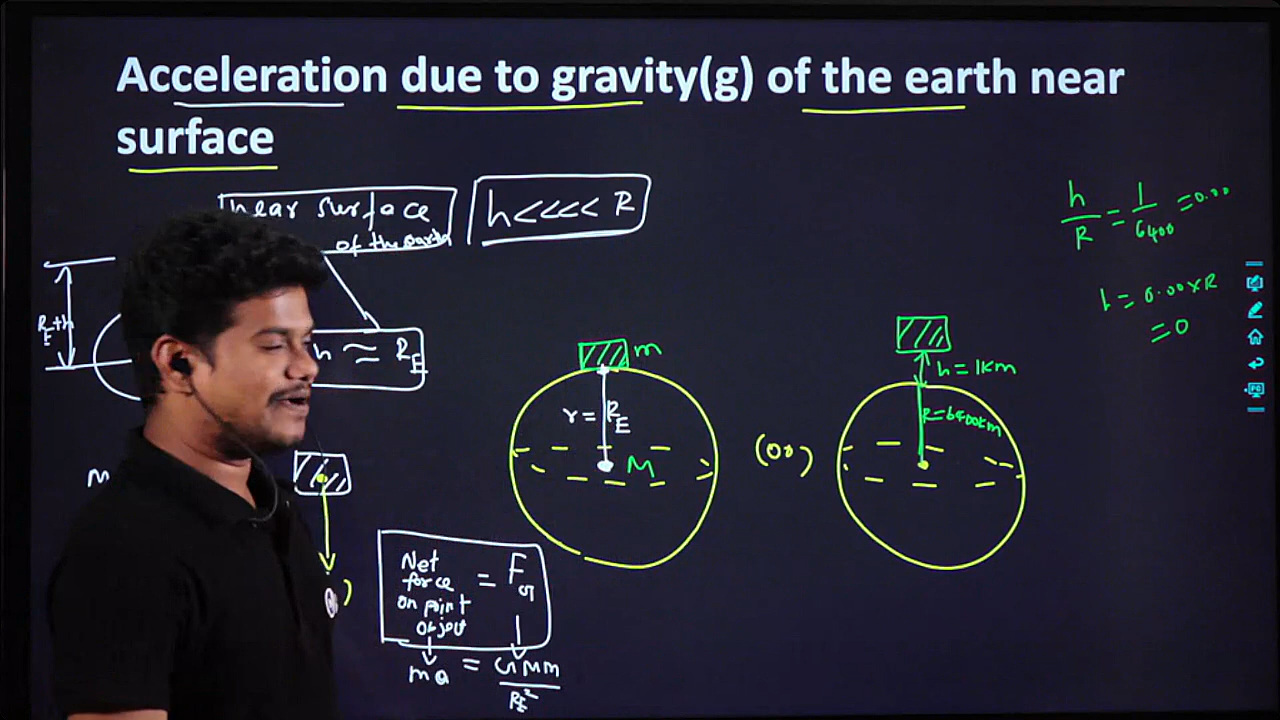 Acceleration due to gravity(g) of the earth near
surface
near surface
of the earth
h <<<< R
R_E+h
h ≈ R_E
m
r = R_E
M
(or)
h = 1km
R=6400km
h/R = 1/6400 = 0.00
h = 0.00×R
= 0
Net
force
on point
object
= F_G
ma = GMm/R_E²